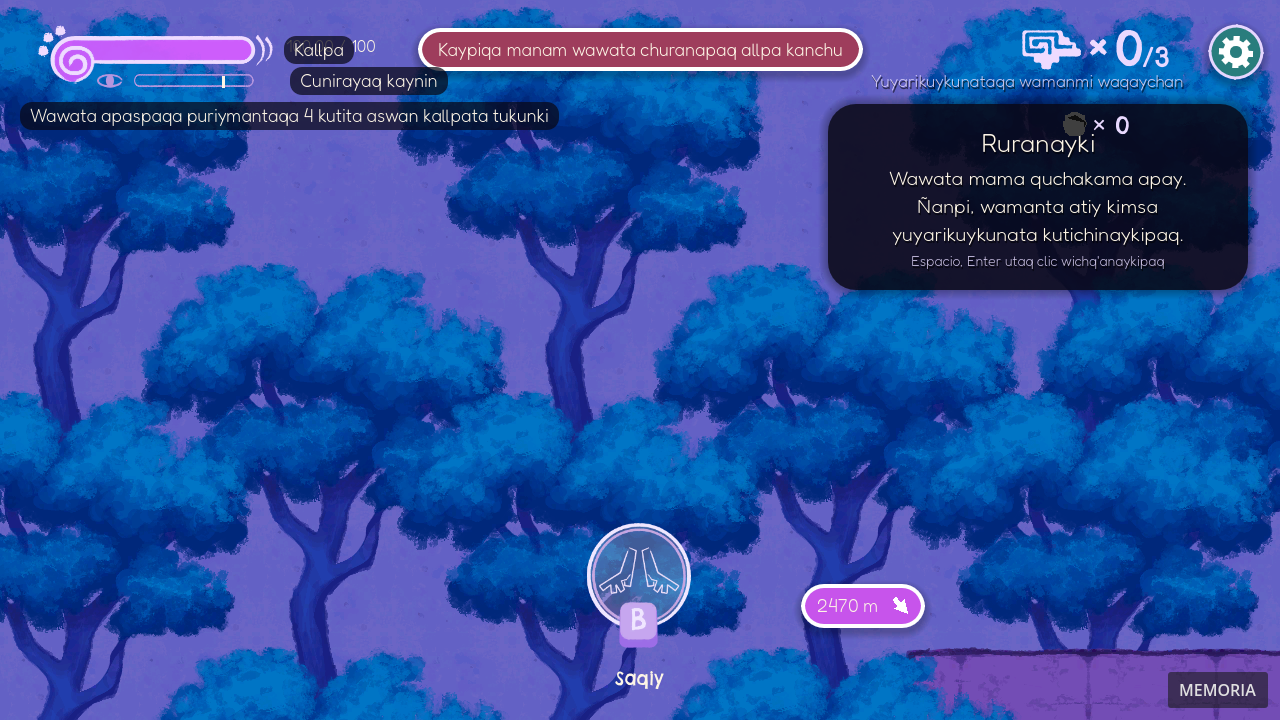 Kallpa
/100
Cunirayaq kaynin
Wawata apaspaqa puriymantaqa 4 kutita aswan kallpata tukunki
Kaypiqa manam wawata churanapaq allpa kanchu
× 0/3
Yuyarikuykunataqa wamanmi waqaychan
× 0
Ruranayki
Wawata mama quchakama apay.
Ñanpi, wamanta atiy kimsa
yuyarikuykunata kutichinaykipaq.
Espacio, Enter utaq clic wichq'anaykipaq
B
Saqiy
2470 m
MEMORIA